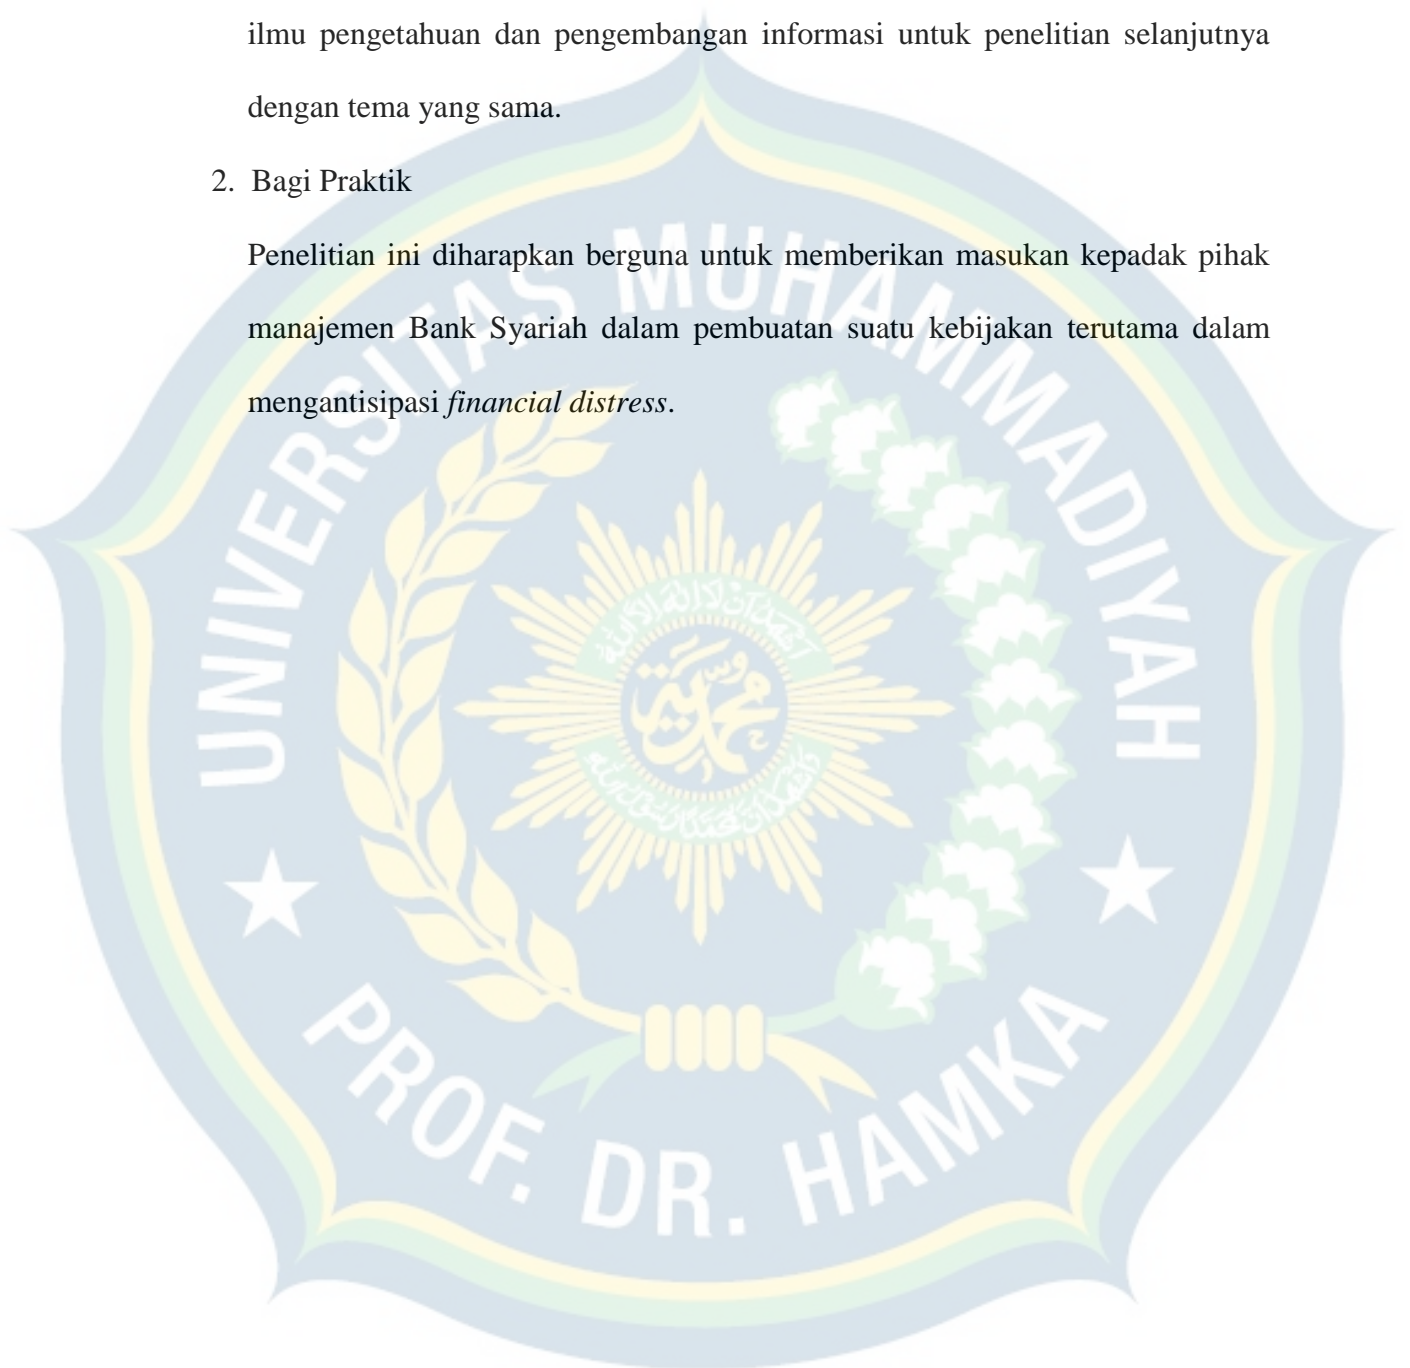 ilmu pengetahuan dan pengembangan informasi untuk penelitian selanjutnya
dengan tema yang sama.
2. Bagi Praktik
Penelitian ini diharapkan berguna untuk memberikan masukan kepadak pihak
manajemen Bank Syariah dalam pembuatan suatu kebijakan terutama dalam
mengantisipasi financial distress.
UNIVERSITAS MUHAMMADIYAH
محمدية
PROF. DR. HAMKA